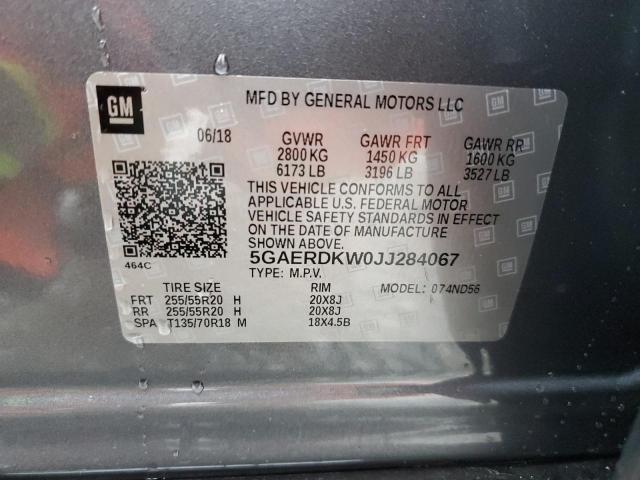 GM
MFD BY GENERAL MOTORS LLC
06/18 GVWR GAWR FRT GAWR RR
2800 KG 1450 KG 1600 KG
6173 LB 3196 LB 3527 LB
THIS VEHICLE CONFORMS TO ALL
APPLICABLE U.S. FEDERAL MOTOR
VEHICLE SAFETY STANDARDS IN EFFECT
ON THE DATE OF MANUFACTURE
SHOWN ABOVE.
464C
5GAERDKW0JJ284067
TYPE: M.P.V. MODEL: 074ND56
TIRE SIZE RIM
FRT 255/55R20 H 20X8J
RR 255/55R20 H 20X8J
SPA T135/70R18 M 18X4.5B